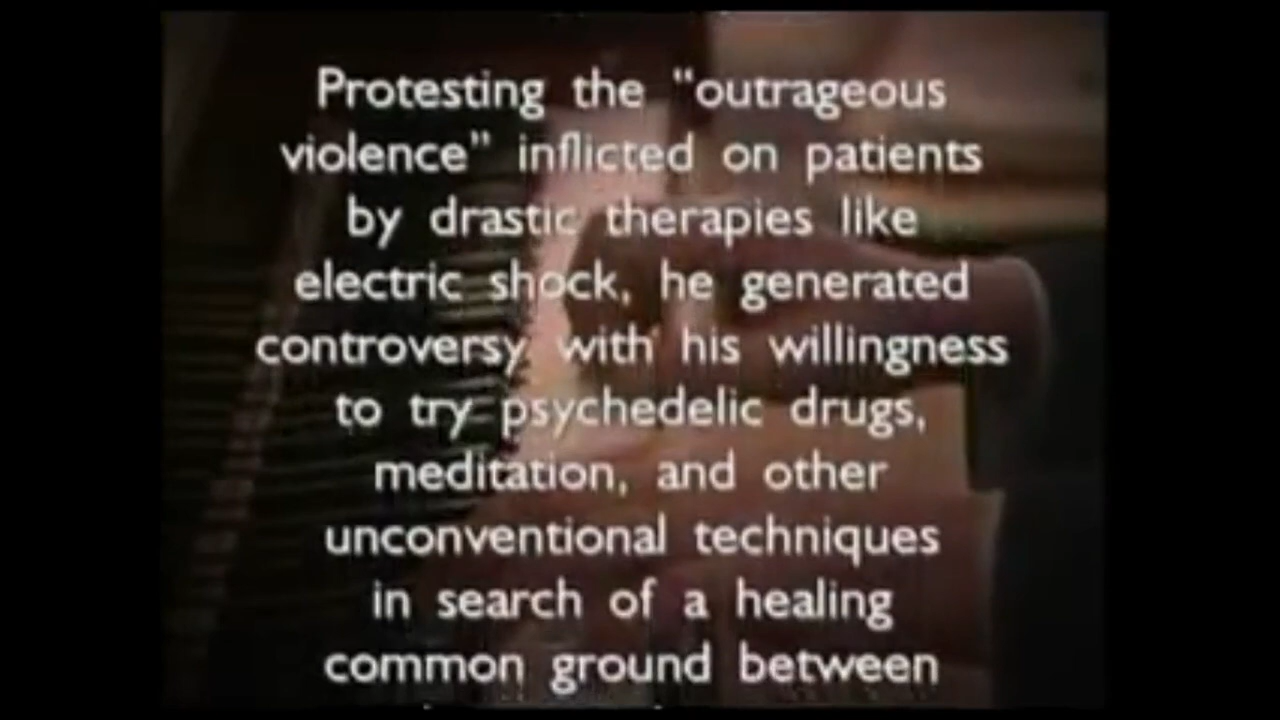 Protesting the “outrageous
violence” inflicted on patients
by drastic therapies like
electric shock, he generated
controversy with his willingness
to try psychedelic drugs,
meditation, and other
unconventional techniques
in search of a healing
common ground between